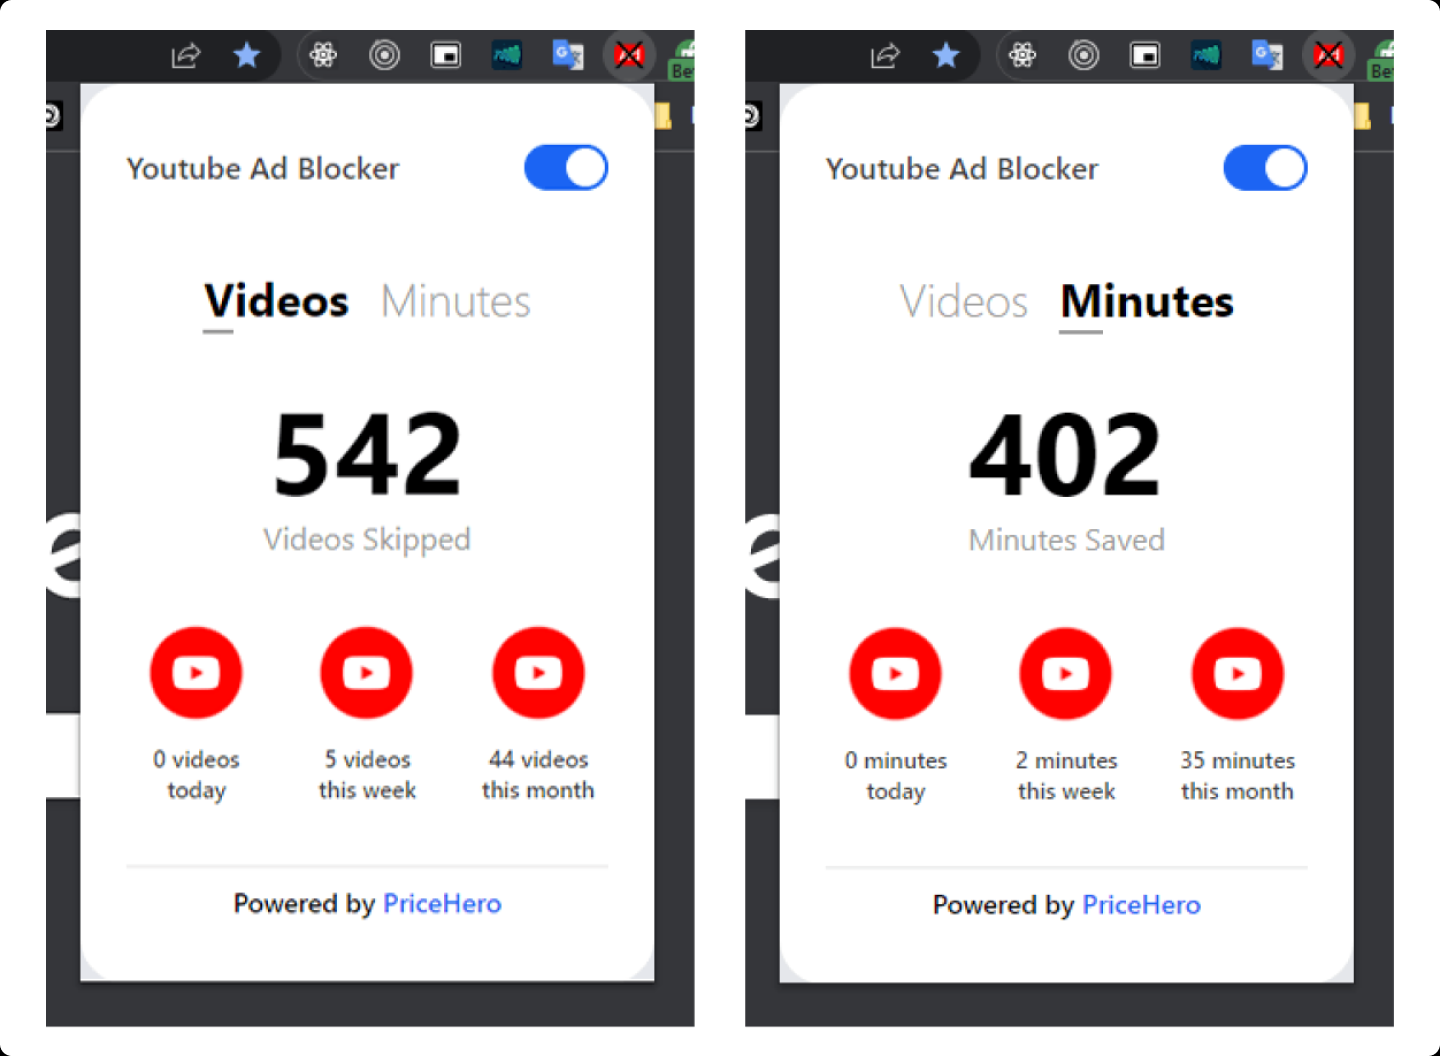 Youtube Ad Blocker
Videos Minutes
542
Videos Skipped
0 videos
today
5 videos
this week
44 videos
this month
Powered by PriceHero
Youtube Ad Blocker
Videos Minutes
402
Minutes Saved
0 minutes
today
2 minutes
this week
35 minutes
this month
Powered by PriceHero